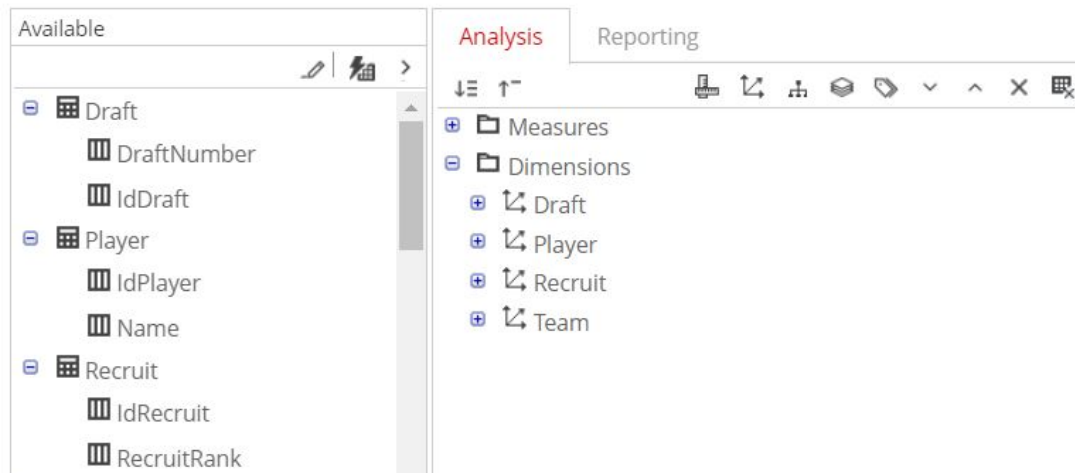 Available
Draft
DraftNumber
IdDraft
Player
IdPlayer
Name
Recruit
IdRecruit
RecruitRank
Analysis
Reporting
Measures
Dimensions
Draft
Player
Recruit
Team